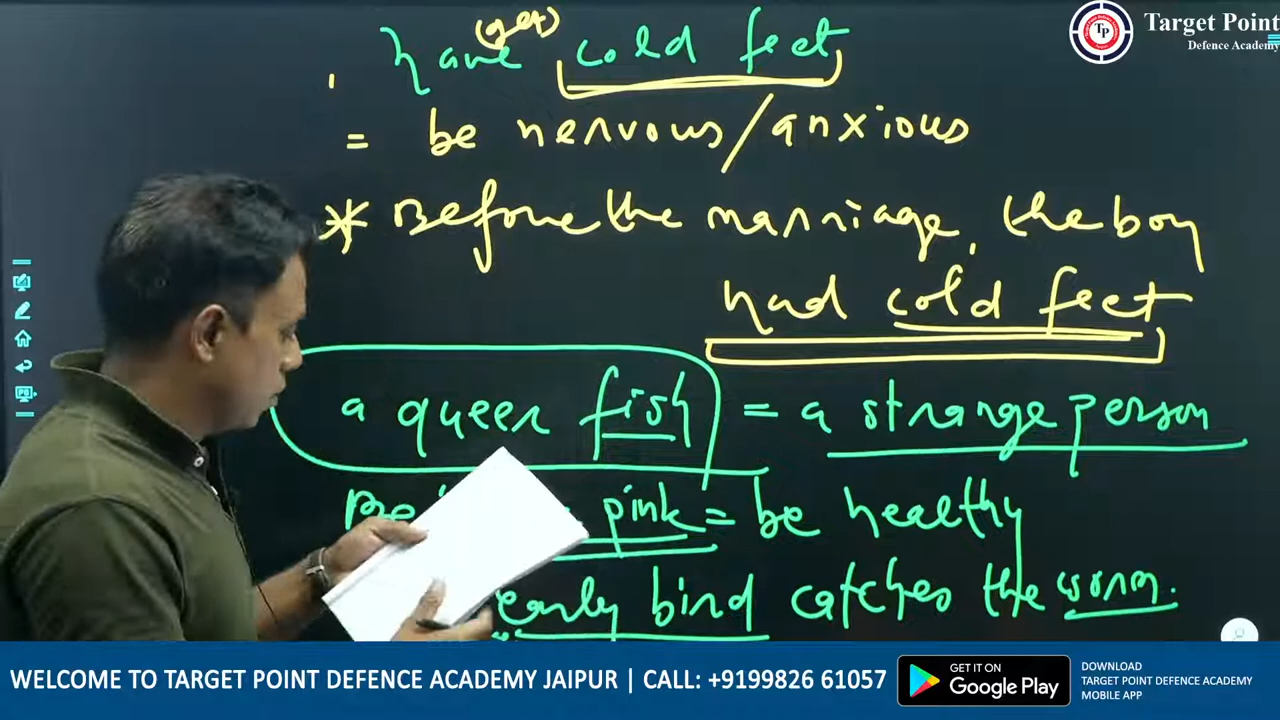 Target Point
Defence Academy
TP
(get)
have cold feet
= be nervous/anxious
* Before the marriage, the boy
had cold feet
a queer fish = a strange person
Be pink = be healthy
early bird catches the worm.
WELCOME TO TARGET POINT DEFENCE ACADEMY JAIPUR | CALL: +9199826 61057
GET IT ON
Google Play
DOWNLOAD
TARGET POINT DEFENCE ACADEMY
MOBILE APP